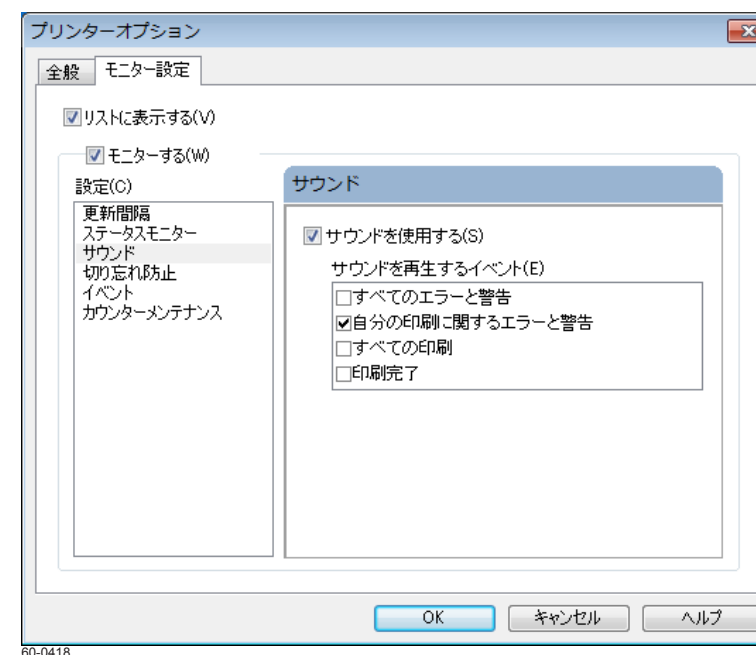 プリンターオプション
全般
モニター設定
リストに表示する(V)
モニターする(W)
設定(C)
更新間隔
ステータスモニター
サウンド
切り忘れ防止
イベント
カウンターメンテナンス
サウンド
サウンドを使用する(S)
サウンドを再生するイベント(E)
すべてのエラーと警告
自分の印刷に関するエラーと警告
すべての印刷
印刷完了
OK
キャンセル
ヘルプ
60-0418